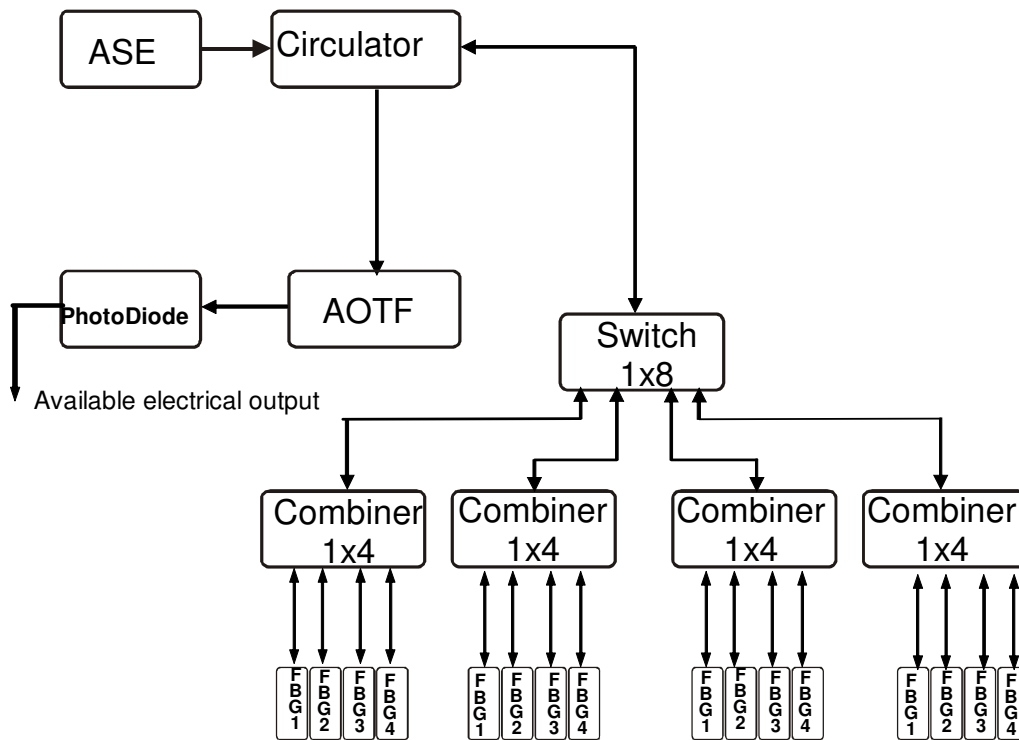 ASE
Circulator
PhotoDiode
AOTF
Switch
1x8
Available electrical output
Combiner
1x4
Combiner
1x4
Combiner
1x4
Combiner
1x4
FBG1
FBG2
FBG3
FBG4
FBG1
FBG2
FBG3
FBG4
FBG1
FBG2
FBG3
FBG4
FBG1
FBG2
FBG3
FBG4